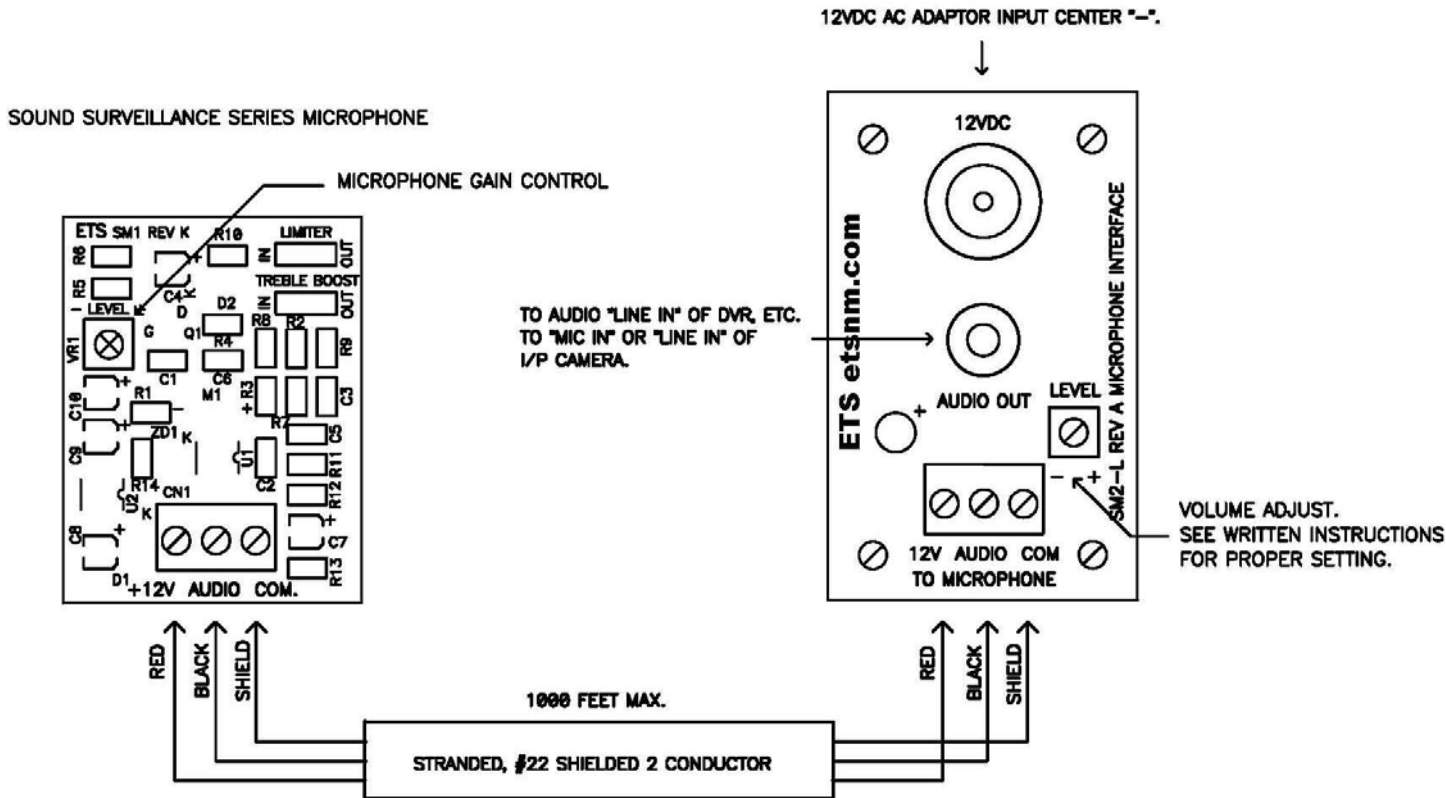 12VDC AC ADAPTOR INPUT CENTER "-".
SOUND SURVEILLANCE SERIES MICROPHONE
MICROPHONE GAIN CONTROL
ETS SM1 REV K
R10
LIMITER
IN
OUT
R6
+
C4
K
R5
-
LEVEL
D
TREBLE BOOST
IN
OUT
D2
G
Q1
R8
R2
R9
VR1
R4
C1
C6
M1
C10
+
R1
-
+
R3
C3
ZD1
K
R7
C5
C9
+
U1
R14
C2
R11
U2
CN1
R12
K
C8
+
+
C7
D1
R13
+12V AUDIO COM.
RED
BLACK
SHIELD
1000 FEET MAX.
STRANDED, #22 SHIELDED 2 CONDUCTOR
12VDC
ETS etsnm.com
SM2-L REV A MICROPHONE INTERFACE
TO AUDIO "LINE IN" OF DVR, ETC.
TO "MIC IN" OR "LINE IN" OF
I/P CAMERA.
AUDIO OUT
LEVEL
+
- +
VOLUME ADJUST.
SEE WRITTEN INSTRUCTIONS
FOR PROPER SETTING.
12V AUDIO COM
TO MICROPHONE
RED
BLACK
SHIELD